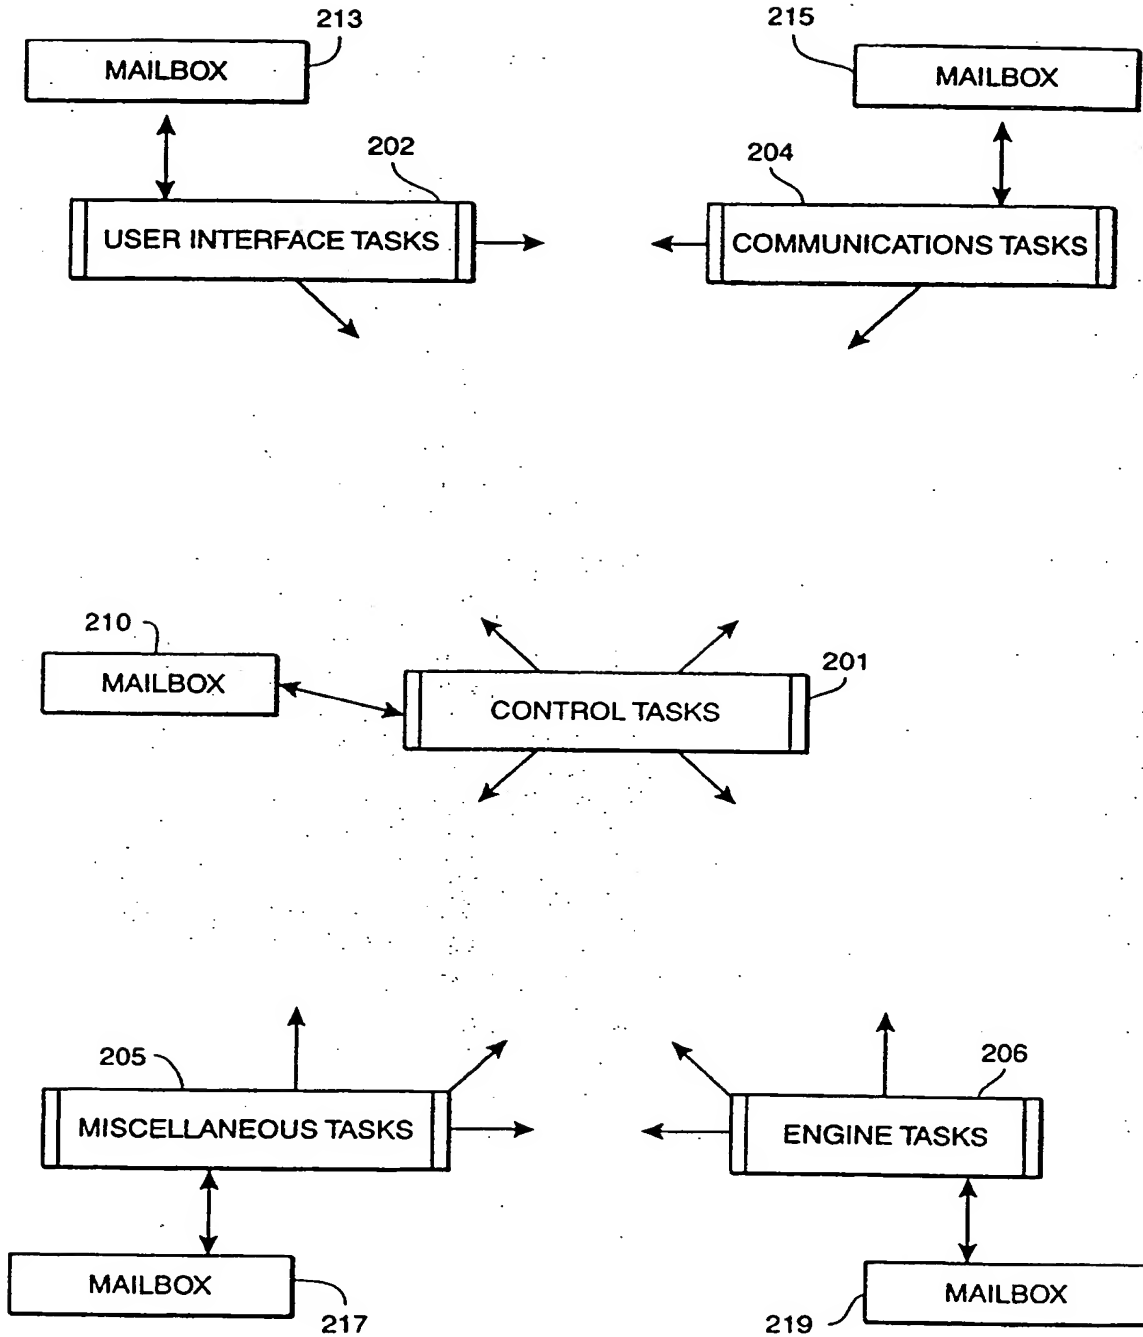 213
215
MAILBOX
MAILBOX
202
204
USER INTERFACE TASKS
COMMUNICATIONS TASKS
210
MAILBOX
201
CONTROL TASKS
205
206
MISCELLANEOUS TASKS
ENGINE TASKS
MAILBOX
MAILBOX
217
219